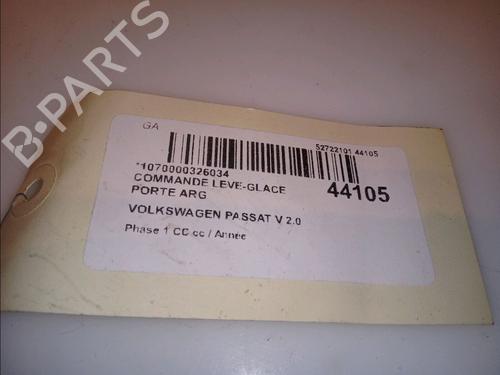 B-PARTS
GA
52722101 44105
*1070000326034
COMMANDE LEVE-GLACE
PORTE ARG
44105
VOLKSWAGEN PASSAT V 2.0
Phase 1 CC cc / Année